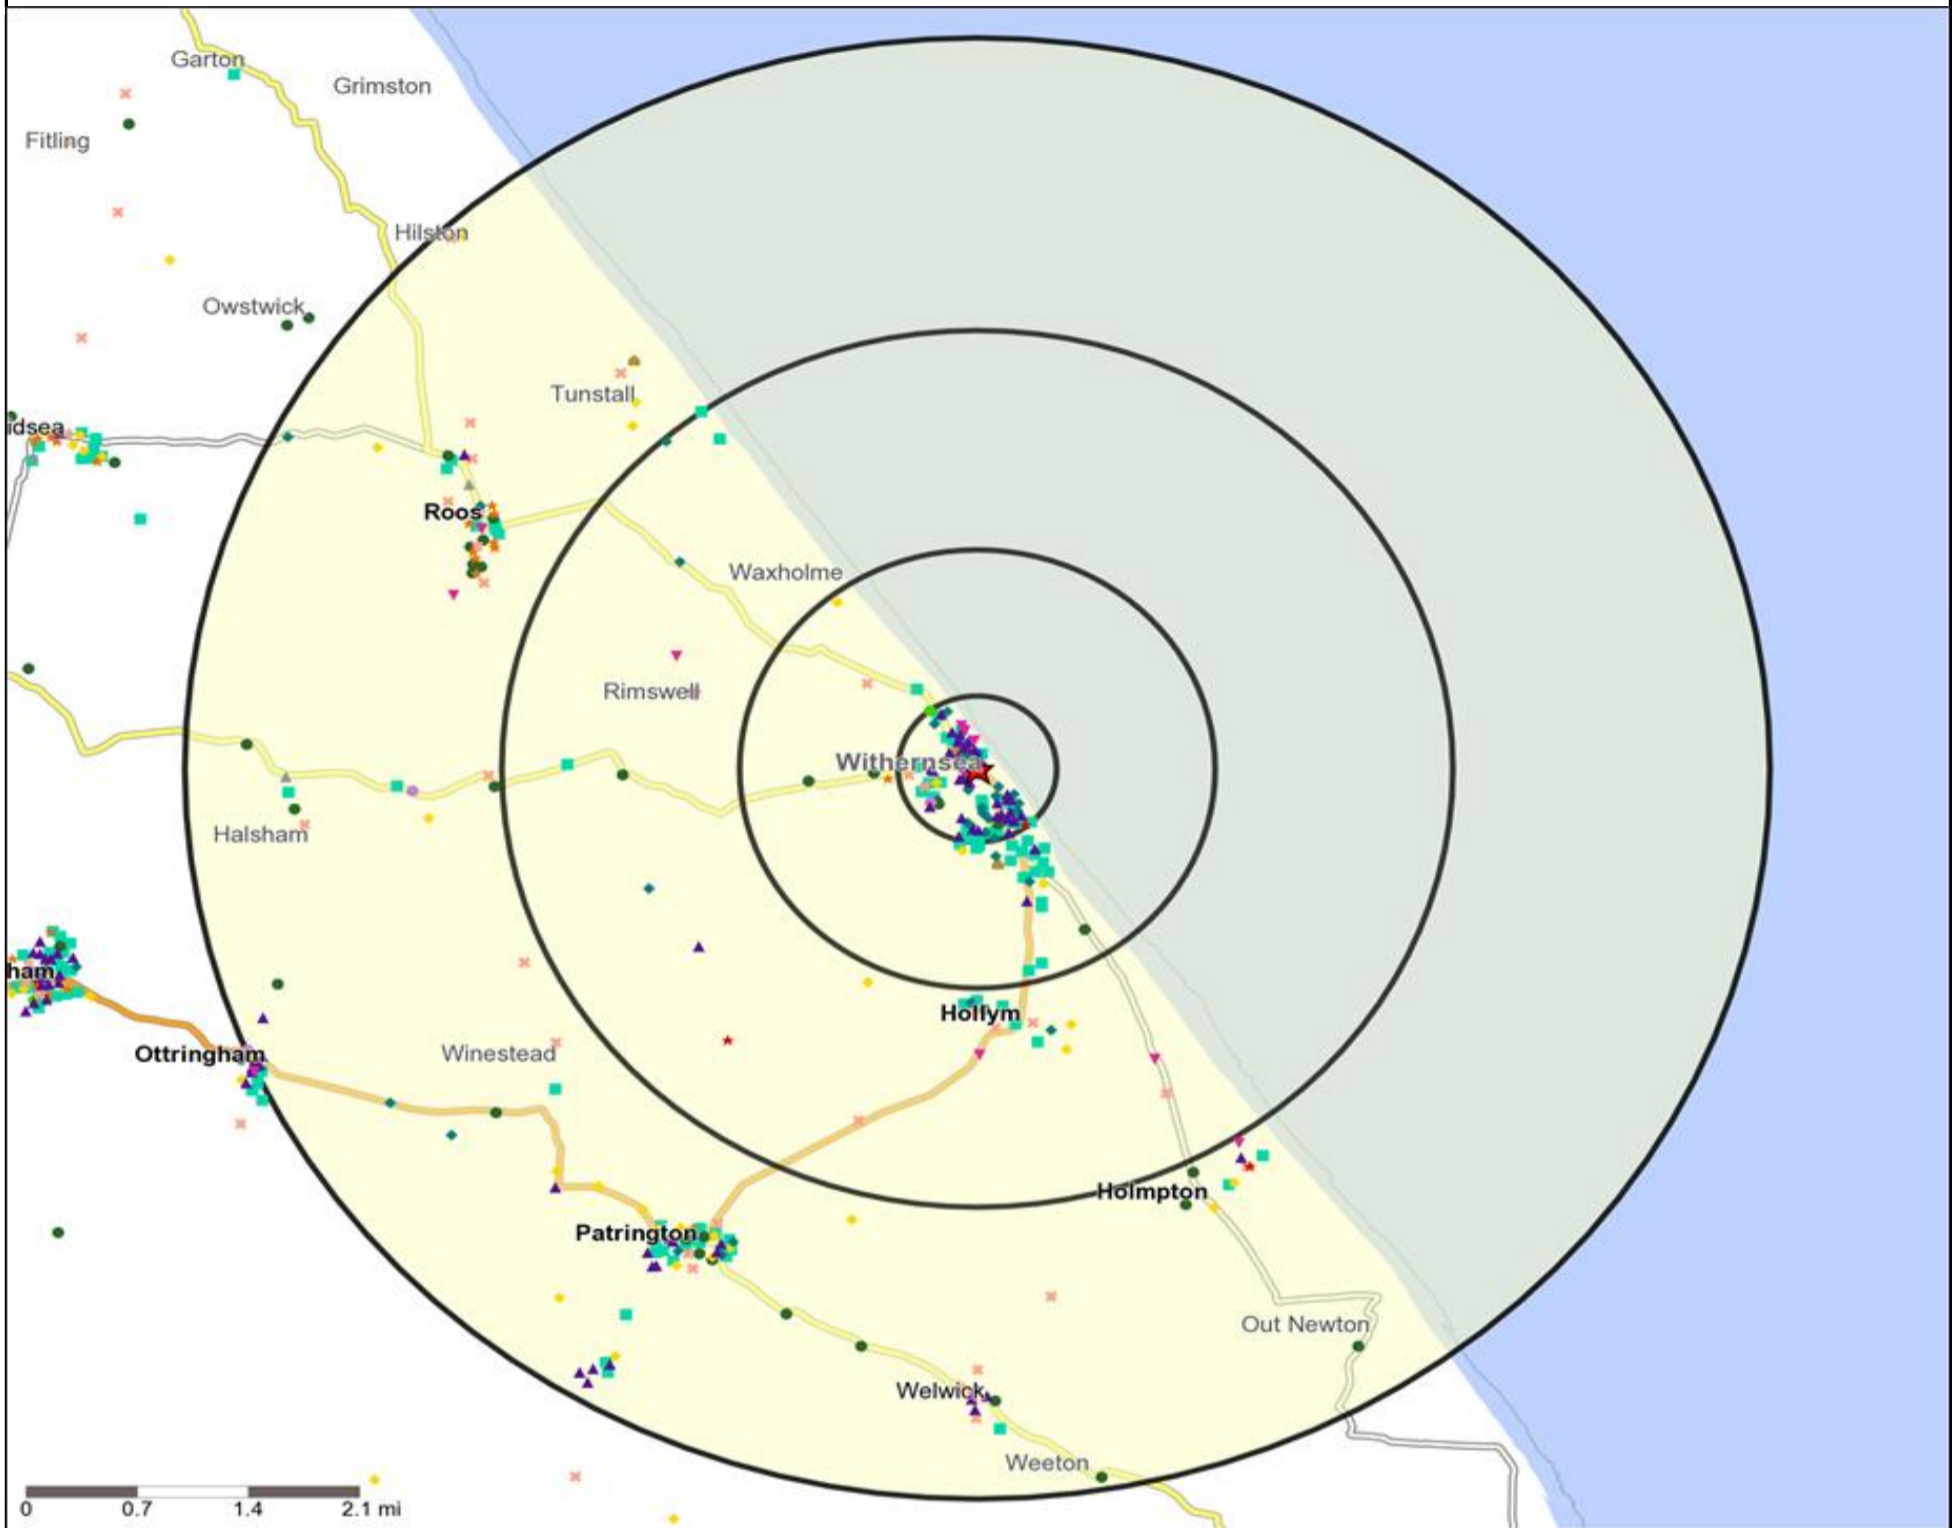 Garton
Grimston
Fitling
Hilston
Owstwick
Tunstall
idsea
Roos
Waxholme
Rimswell
Withernsea
Halsham
ham
Hollym
Ottringham
Winestead
Holmpton
Patrington
Out Newton
Welwick
Weeton
0 0.7 1.4 2.1 mi